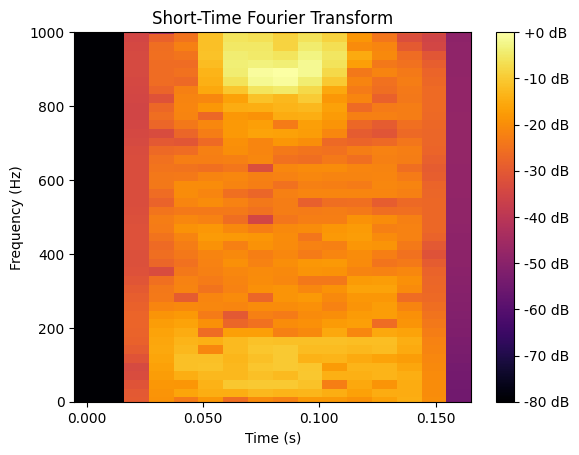 Short-Time Fourier Transform
1000
800
600
400
200
0
Frequency (Hz)
0.000
0.050
0.100
0.150
Time (s)
+0 dB
-10 dB
-20 dB
-30 dB
-40 dB
-50 dB
-60 dB
-70 dB
-80 dB